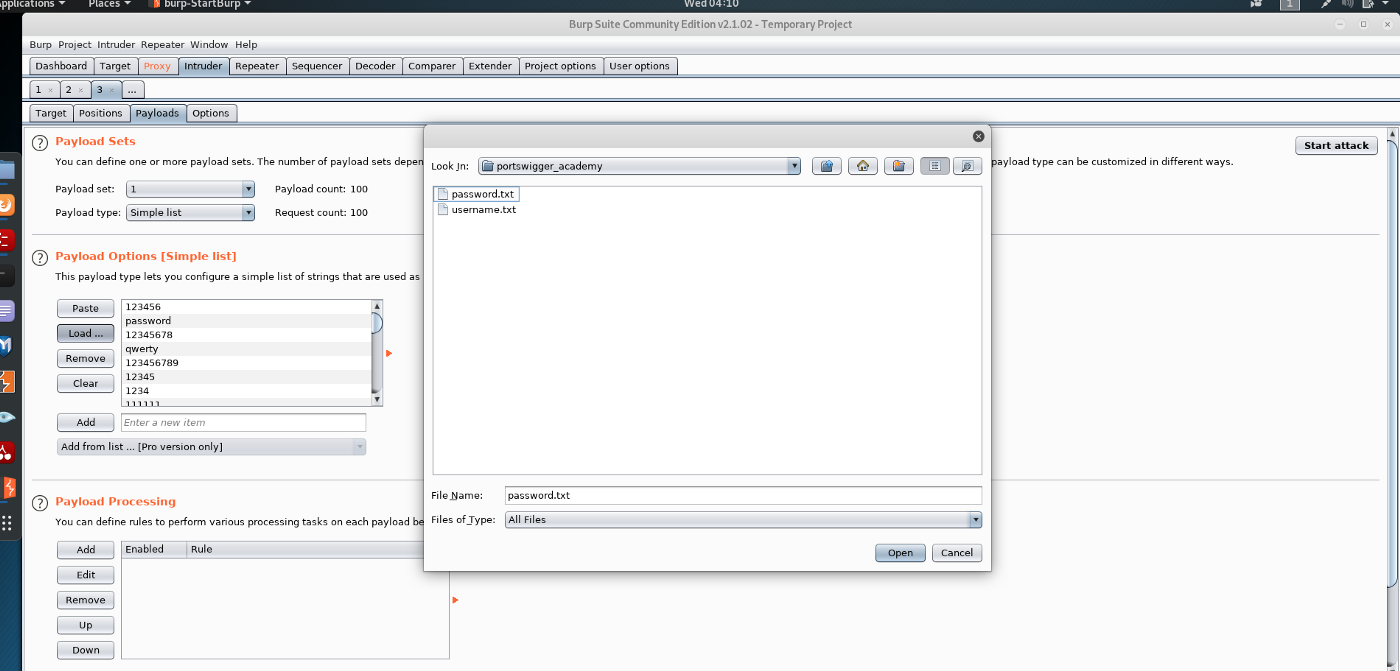 Applications Places burp-StartBurp Wed 04:10 1
Burp Suite Community Edition v2.1.02 - Temporary Project
Burp Project Intruder Repeater Window Help
Dashboard Target Proxy Intruder Repeater Sequencer Decoder Comparer Extender Project options User options
1 × 2 × 3 × ...
Target Positions Payloads Options
? Payload Sets
Start attack
You can define one or more payload sets. The number of payload sets depen
payload type can be customized in different ways.
Payload set: 1 Payload count: 100
Payload type: Simple list Request count: 100
? Payload Options [Simple list]
This payload type lets you configure a simple list of strings that are used as
Paste
Load ...
Remove
Clear
123456
password
12345678
qwerty
123456789
12345
1234
111111
Add Enter a new item
Add from list ... [Pro version only]
? Payload Processing
You can define rules to perform various processing tasks on each payload be
Add
Edit
Remove
Up
Down
Enabled Rule
Look In: portswigger_academy
password.txt
username.txt
File Name: password.txt
Files of Type: All Files
Open Cancel